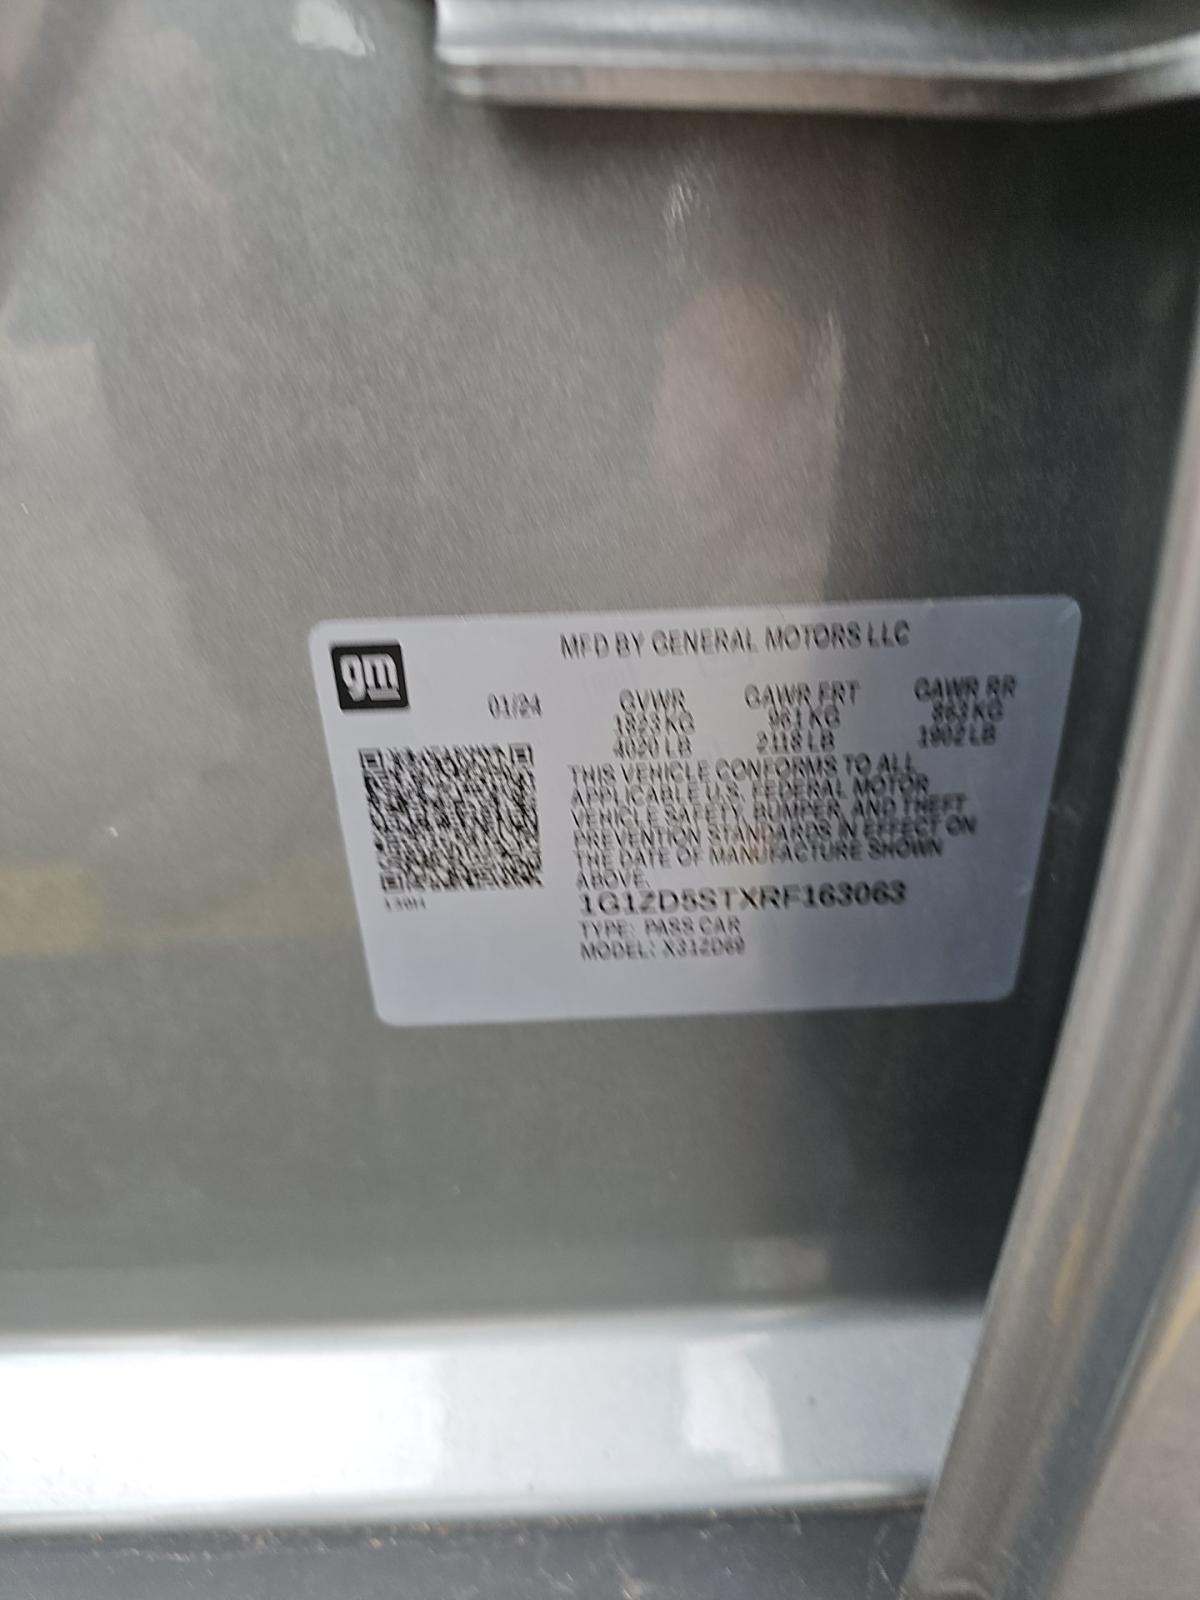 gm
MFD BY GENERAL MOTORS LLC
01/24 GVWR GAWR FRT GAWR RR
1823 KG 961 KG 863 KG
4020 LB 2118 LB 1902 LB
THIS VEHICLE CONFORMS TO ALL
APPLICABLE U.S. FEDERAL MOTOR
VEHICLE SAFETY, BUMPER, AND THEFT
PREVENTION STANDARDS IN EFFECT ON
THE DATE OF MANUFACTURE SHOWN
ABOVE.
1G1ZD5STXRF163063
TYPE: PASS CAR
MODEL: